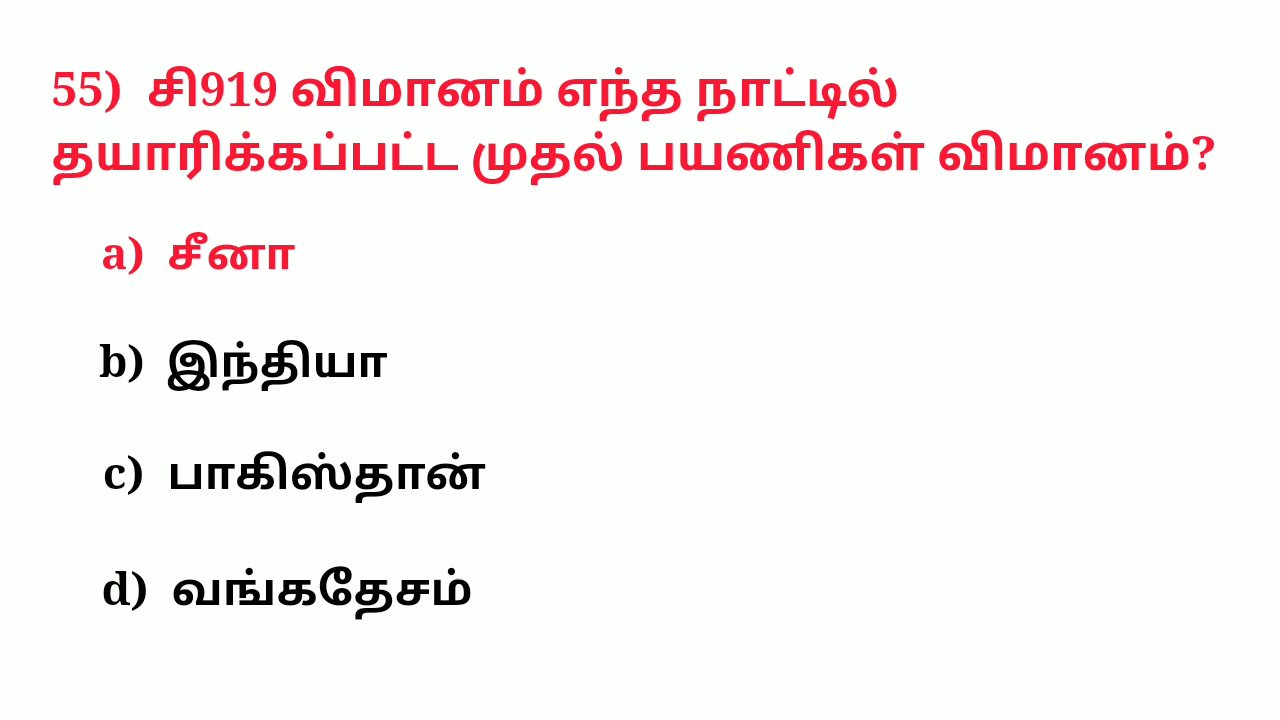 55) சி919 விமானம் எந்த நாட்டில்
தயாரிக்கப்பட்ட முதல் பயணிகள் விமானம்?
a) சீனா
b) இந்தியா
c) பாகிஸ்தான்
d) வங்கதேசம்